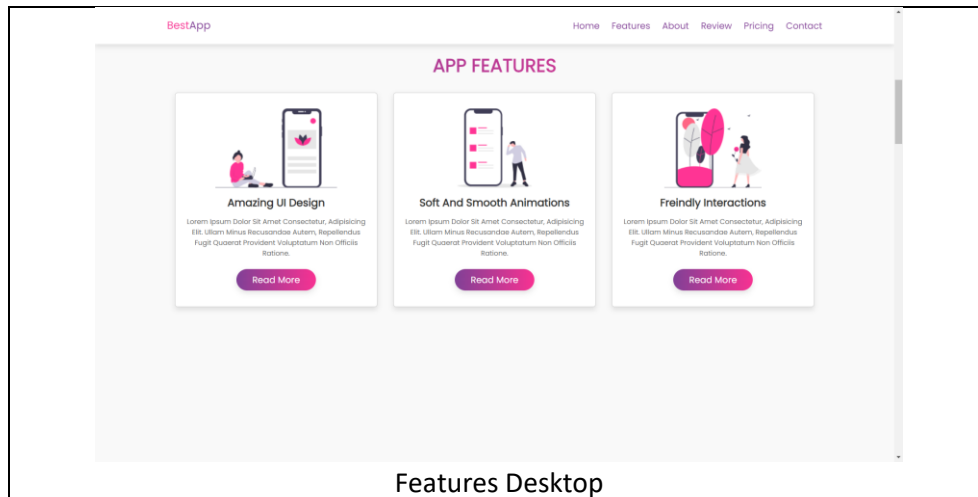 BestApp
Home Features About Review Pricing Contact
APP FEATURES
Amazing UI Design
Lorem Ipsum Dolor Sit Amet Consectetur, Adipisicing
Elit. Ullam Minus Recusandae Autem, Repellendus
Fugit Quaerat Provident Voluptatum Non Officiis
Ratione.
Read More
Soft And Smooth Animations
Lorem Ipsum Dolor Sit Amet Consectetur, Adipisicing
Elit. Ullam Minus Recusandae Autem, Repellendus
Fugit Quaerat Provident Voluptatum Non Officiis
Ratione.
Read More
Freindly Interactions
Lorem Ipsum Dolor Sit Amet Consectetur, Adipisicing
Elit. Ullam Minus Recusandae Autem, Repellendus
Fugit Quaerat Provident Voluptatum Non Officiis
Ratione.
Read More
Features Desktop